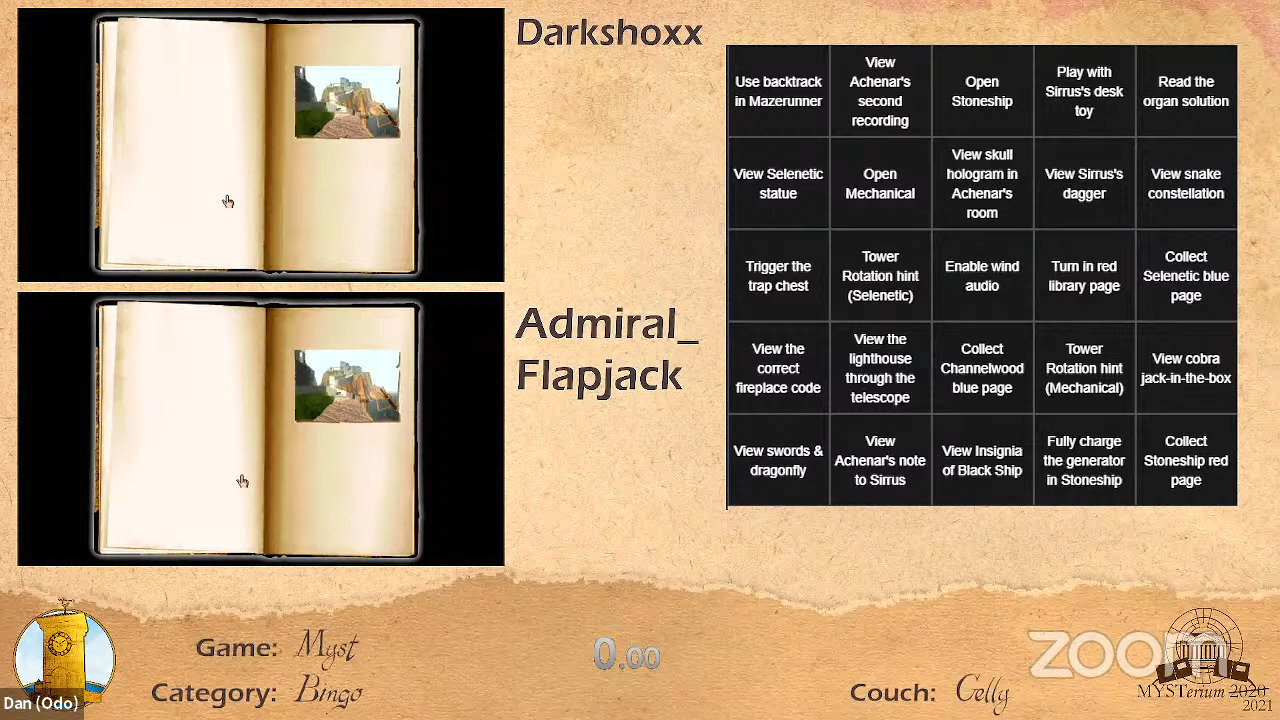 Darkshoxx
Admiral_
Flapjack
Use backtrack
in Mazerunner
View
Achenar's
second
recording
Open
Stoneship
Play with
Sirrus's desk
toy
Read the
organ solution
View Selenetic
statue
Open
Mechanical
View skull
hologram in
Achenar's
room
View Sirrus's
dagger
View snake
constellation
Trigger the
trap chest
Tower
Rotation hint
(Selenetic)
Enable wind
audio
Turn in red
library page
Collect
Selenetic blue
page
View the
correct
fireplace code
View the
lighthouse
through the
telescope
Collect
Channelwood
blue page
Tower
Rotation hint
(Mechanical)
View cobra
jack-in-the-box
View swords &
dragonfly
View
Achenar's note
to Sirrus
View Insignia
of Black Ship
Fully charge
the generator
in Stoneship
Collect
Stoneship red
page
Game: Myst
Category: Bingo
0.00
Couch: Gelly
zoom
MYSTerium 2020
2021
Dan (Odo)